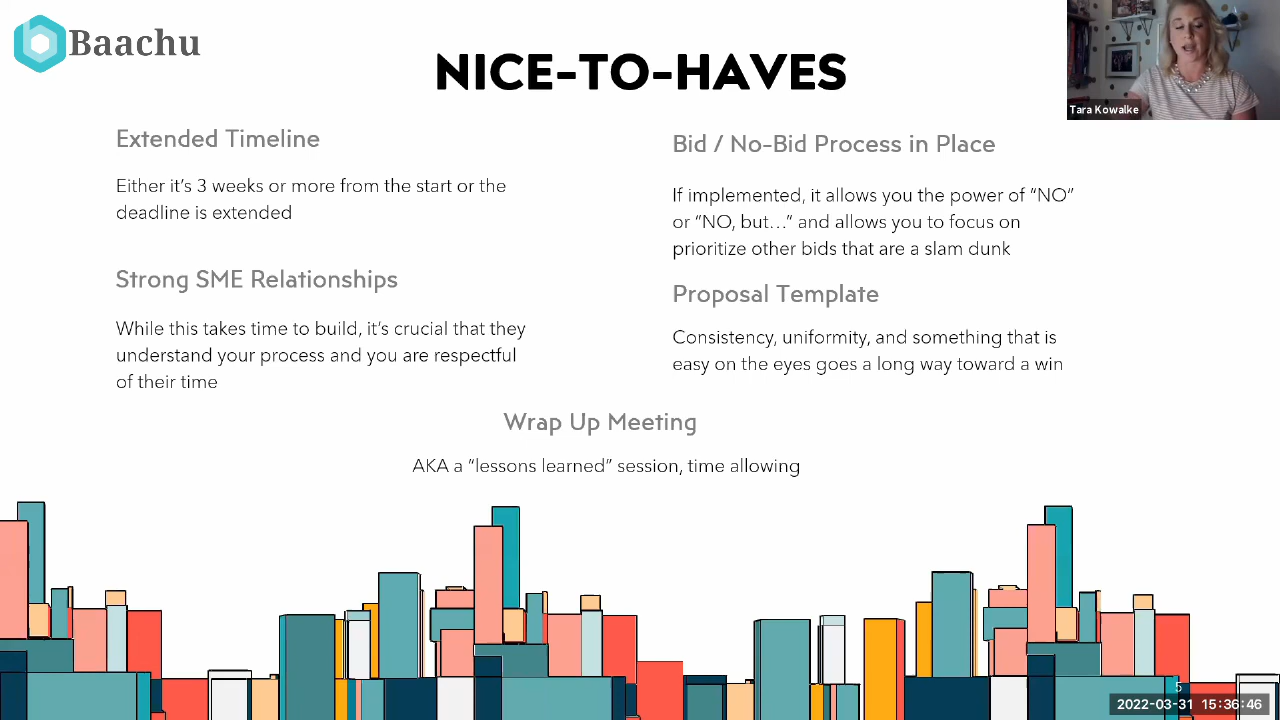 Baachu
NICE-TO-HAVES
Tara Kowalke
Extended Timeline
Either it's 3 weeks or more from the start or the
deadline is extended
Strong SME Relationships
While this takes time to build, it's crucial that they
understand your process and you are respectful
of their time
Bid / No-Bid Process in Place
If implemented, it allows you the power of “NO”
or “NO, but...” and allows you to focus on
prioritize other bids that are a slam dunk
Proposal Template
Consistency, uniformity, and something that is
easy on the eyes goes a long way toward a win
Wrap Up Meeting
AKA a “lessons learned” session, time allowing
5
2022-03-31 15:36:46